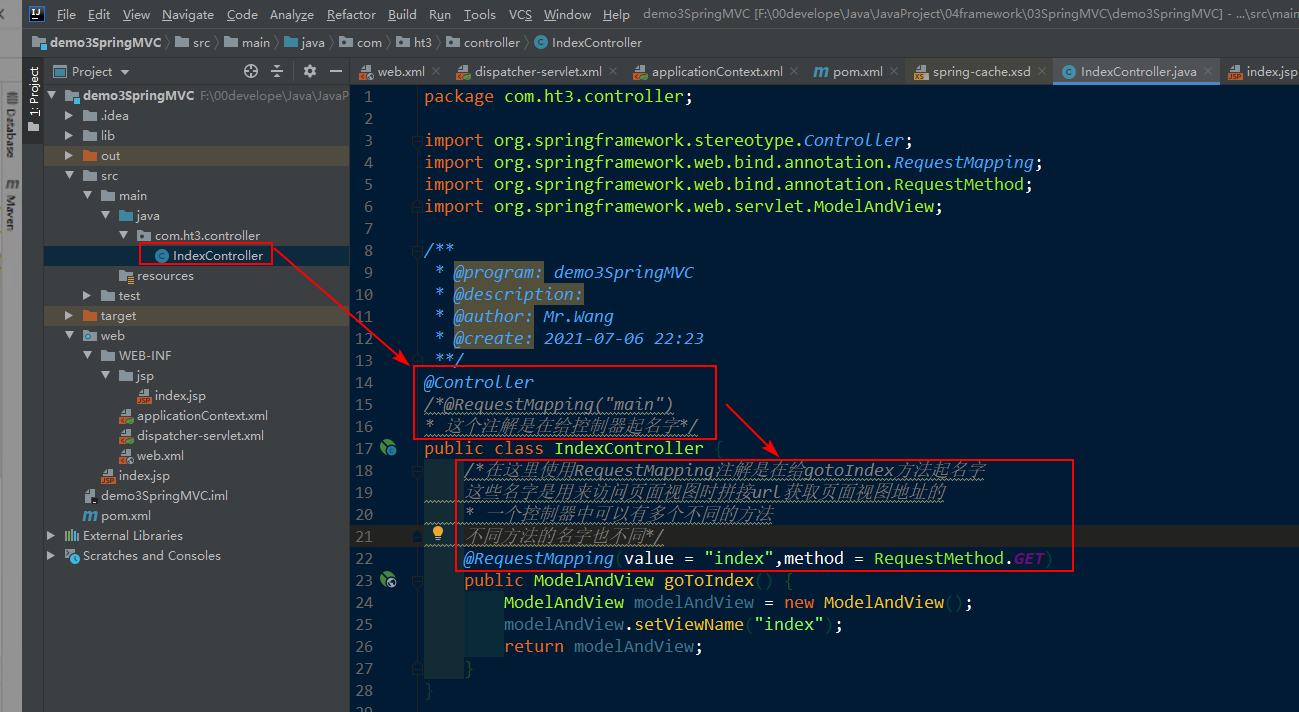 File Edit View Navigate Code Analyze Refactor Build Run Tools VCS Window Help demo3SpringMVC [F:\00develope\Java\JavaProject\04framework\03SpringMVC\demo3SpringMVC] - ...\src\main
demo3SpringMVC src main java com ht3 controller IndexController
Project
web.xml dispatcher-servlet.xml applicationContext.xml pom.xml spring-cache.xsd IndexController.java index.jsp
1: Project
Database
Maven
demo3SpringMVC F:\00develope\Java\JavaP
.idea
lib
out
src
main
java
com.ht3.controller
IndexController
resources
test
target
web
WEB-INF
jsp
index.jsp
applicationContext.xml
dispatcher-servlet.xml
web.xml
index.jsp
demo3SpringMVC.iml
pom.xml
External Libraries
Scratches and Consoles
1 package com.ht3.controller;
2
3 import org.springframework.stereotype.Controller;
4 import org.springframework.web.bind.annotation.RequestMapping;
5 import org.springframework.web.bind.annotation.RequestMethod;
6 import org.springframework.web.servlet.ModelAndView;
7
8 /**
9 * @program: demo3SpringMVC
10 * @description:
11 * @author: Mr.Wang
12 * @create: 2021-07-06 22:23
13 **/
14 @Controller
15 /*@RequestMapping("main")
16 * 这个注解是在给控制器起名字*/
17 public class IndexController {
18 /*在这里使用RequestMapping注解是在给gotoIndex方法起名字
19 这些名字是用来访问页面视图时拼接url获取页面视图地址的
20 * 一个控制器中可以有多个不同的方法
21 不同方法的名字也不同*/
22 @RequestMapping(value = "index",method = RequestMethod.GET)
23 public ModelAndView goToIndex() {
24 ModelAndView modelAndView = new ModelAndView();
25 modelAndView.setViewName("index");
26 return modelAndView;
27 }
28 }
29